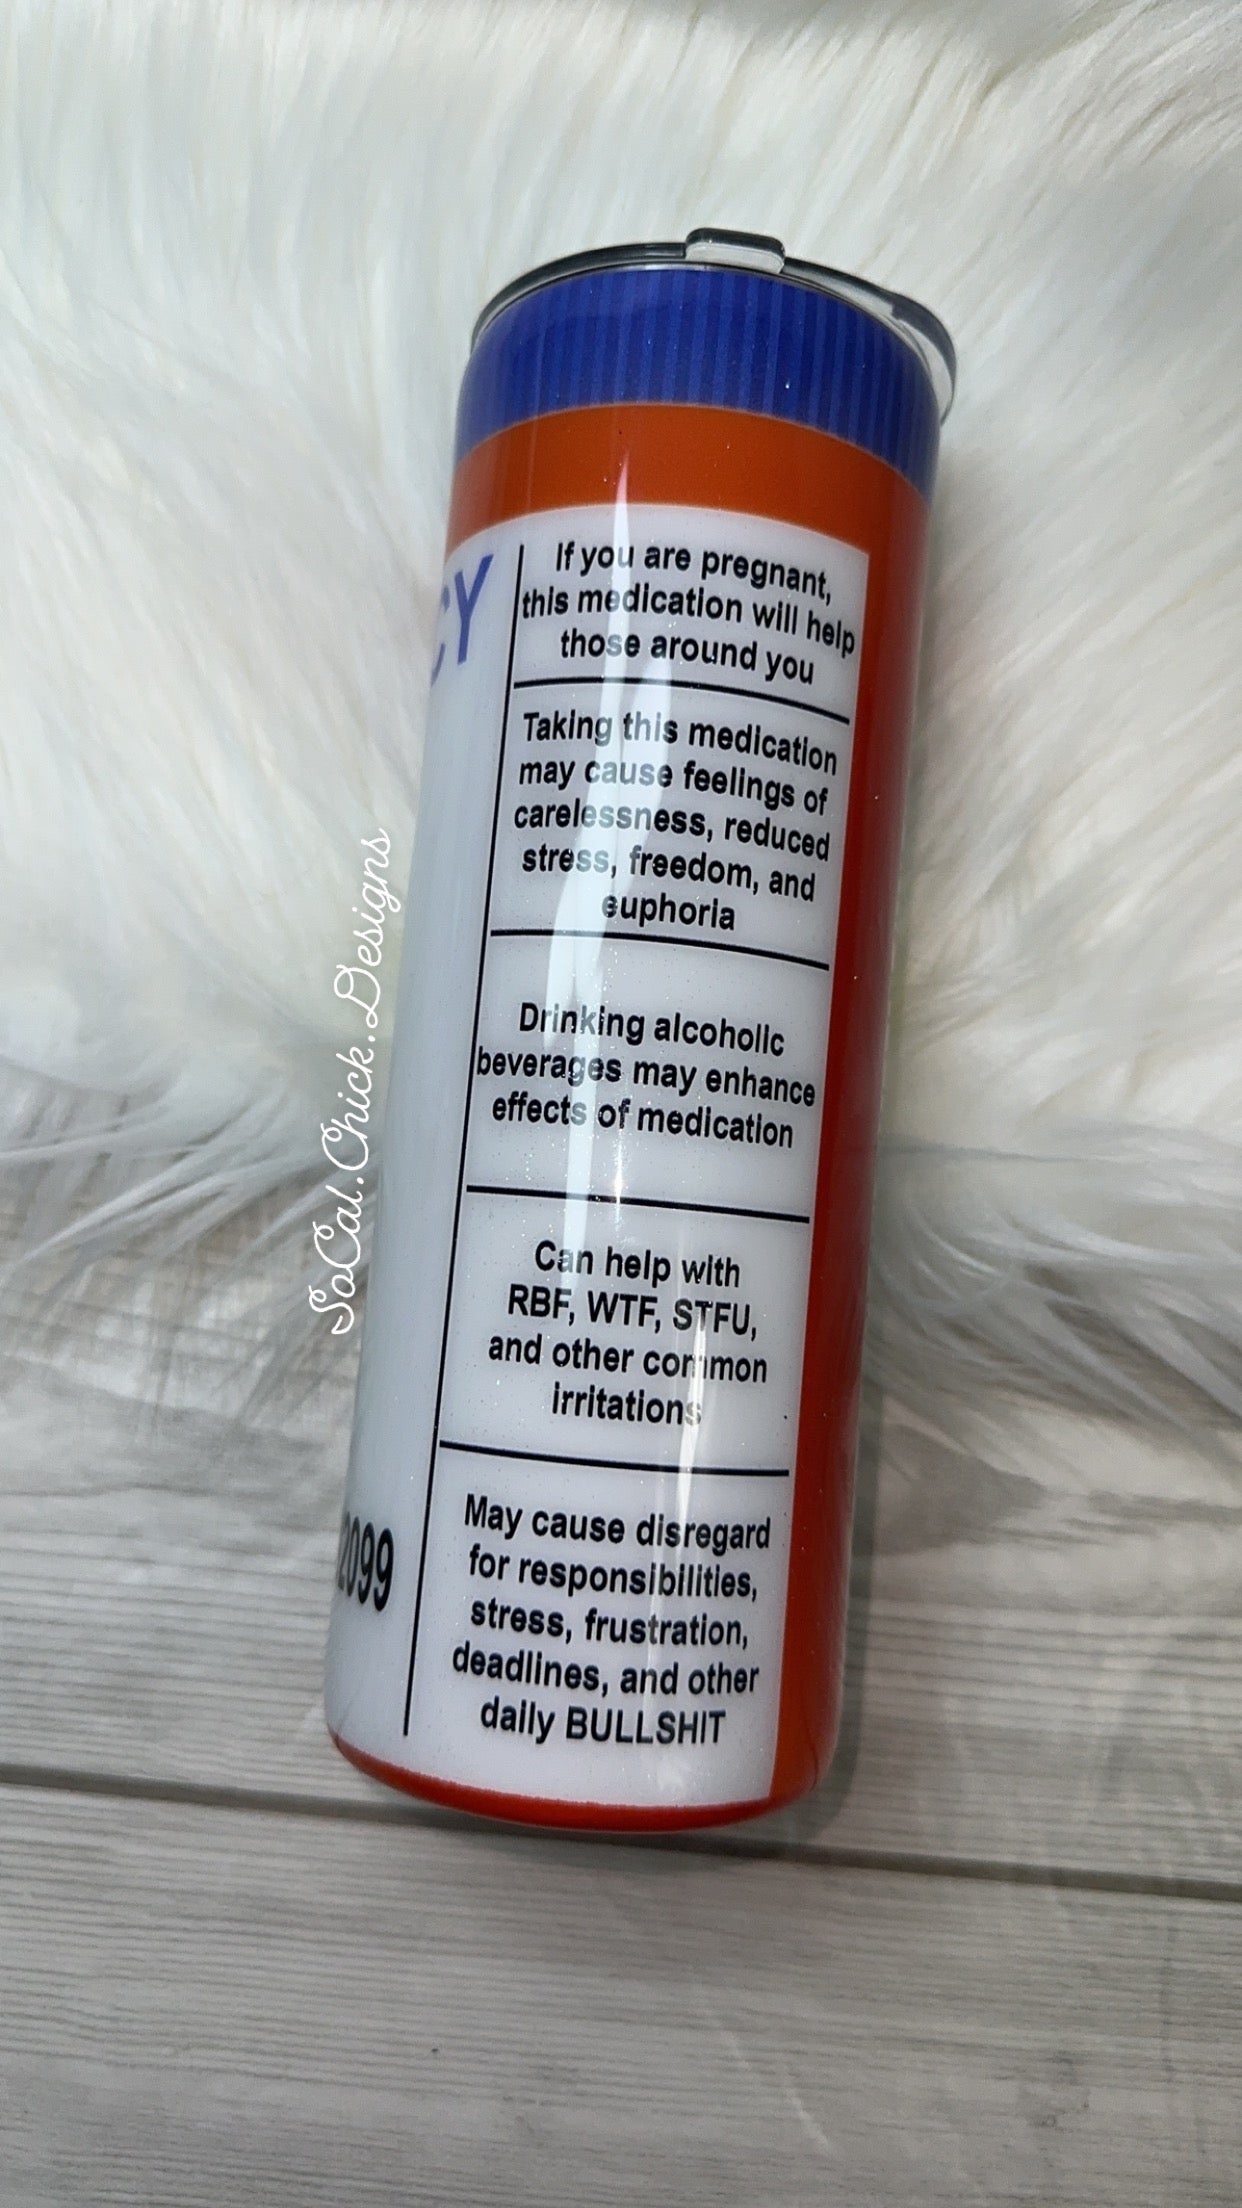 CY
If you are pregnant,
this medication will help
those around you
Taking this medication
may cause feelings of
carelessness, reduced
stress, freedom, and
euphoria
Drinking alcoholic
beverages may enhance
effects of medication
Can help with
RBF, WTF, STFU,
and other common
irritations
May cause disregard
for responsibilities,
stress, frustration,
deadlines, and other
daily BULLSHIT
2099
SoCal.Chick.Designs